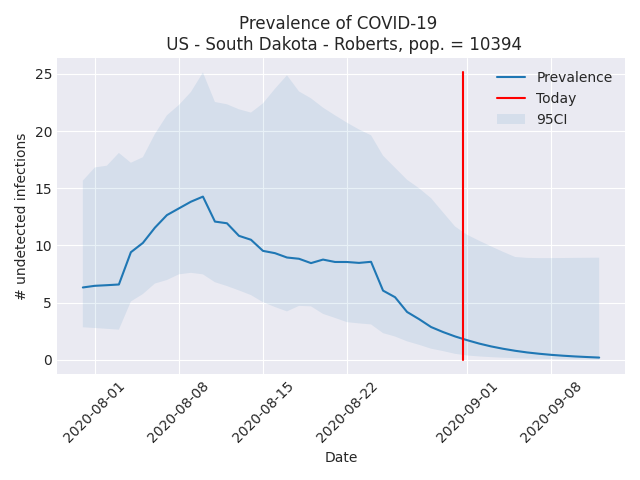 Prevalence of COVID-19
US - South Dakota - Roberts, pop. = 10394
Prevalence
Today
95CI
# undetected infections
25
20
15
10
5
0
2020-08-01
2020-08-08
2020-08-15
2020-08-22
2020-09-01
2020-09-08
Date